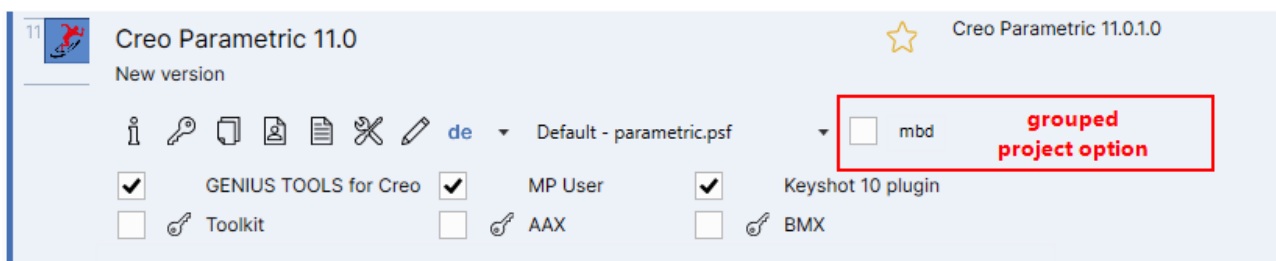 11
Creo Parametric 11.0
Creo Parametric 11.0.1.0
New version
de Default - parametric.psf mbd
grouped
project option
GENIUS TOOLS for Creo MP User Keyshot 10 plugin
Toolkit AAX BMX